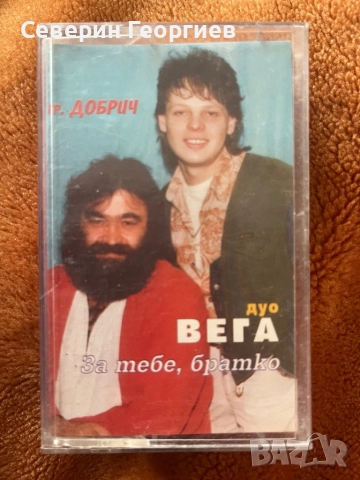 Северин Георгиев
гр. ДОБРИЧ
дуо
ВЕГА
За тебе, братко
BAZAR